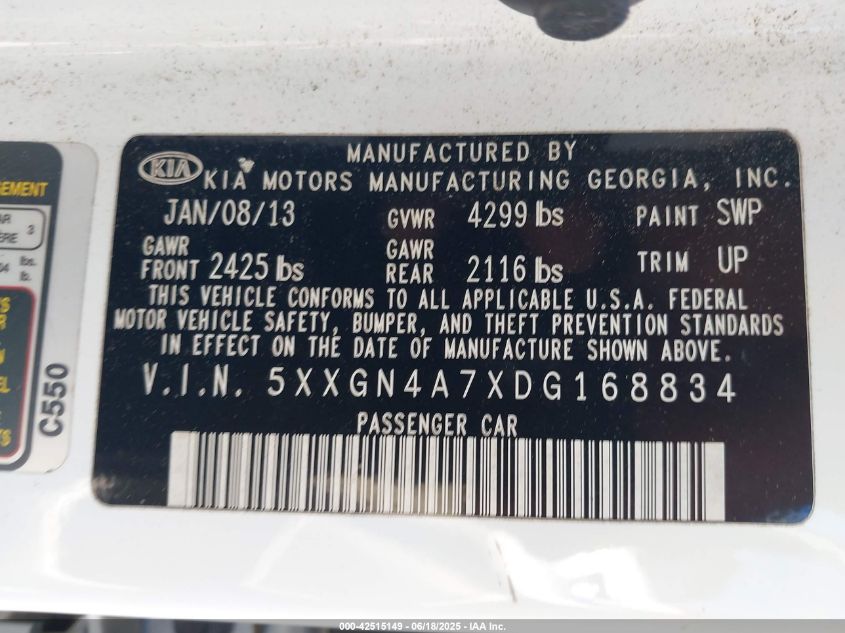 MANUFACTURED BY
KIA KIA MOTORS MANUFACTURING GEORGIA, INC.
JAN/08/13 GVWR 4299 lbs PAINT SWP
GAWR FRONT 2425 lbs GAWR REAR 2116 lbs TRIM UP
THIS VEHICLE CONFORMS TO ALL APPLICABLE U.S.A. FEDERAL
MOTOR VEHICLE SAFETY, BUMPER, AND THEFT PREVENTION STANDARDS
IN EFFECT ON THE DATE OF MANUFACTURE SHOWN ABOVE.
V.I.N. 5XXGN4A7XDG168834
PASSENGER CAR
C550
3
lbs.
lb.
000-42515149 - 06/18/2025 - IAA Inc.